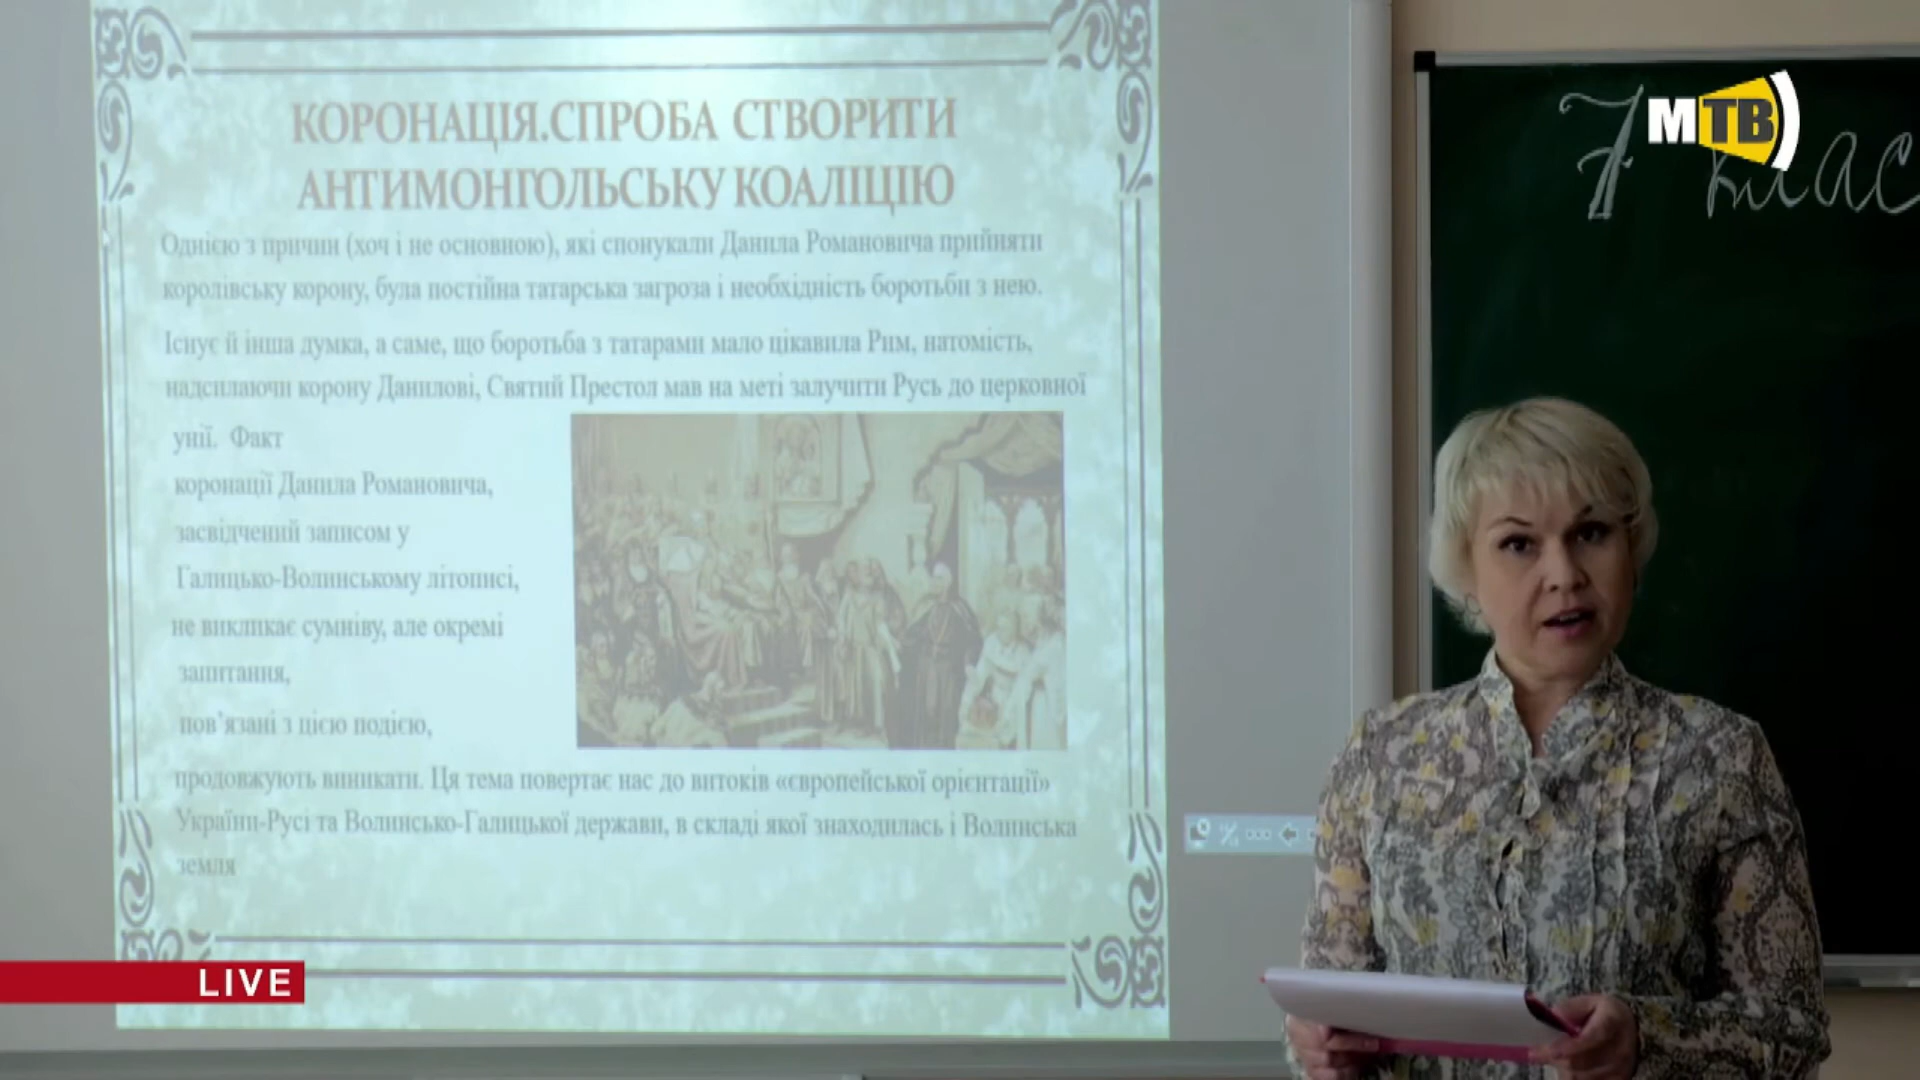 КОРОНАЦІЯ.СПРОБА СТВОРИТИ
АНТИМОНГОЛЬСЬКУ КОАЛІЦІЮ
Однією з причин (хоч і не основною), які спонукали Данила Романовича прийняти
королівську корону, була постійна татарська загроза і необхідність боротьби з нею.
Існує й інша думка, а саме, що боротьба з татарами мало цікавила Рим, натомість,
надсилаючи корону Данилові, Святий Престол мав на меті залучити Русь до церковної
унії. Факт
коронації Данила Романовича,
засвідчений записом у
Галицько-Волинському літописі,
не викликає сумніву, але окремі
запитання,
пов’язані з цією подією,
продовжують виникати. Ця тема повертає нас до витоків «європейської орієнтації»
України-Русі та Волинсько-Галицької держави, в складі якої знаходилась і Волинська
земля
7 клас
МТВ
LIVE